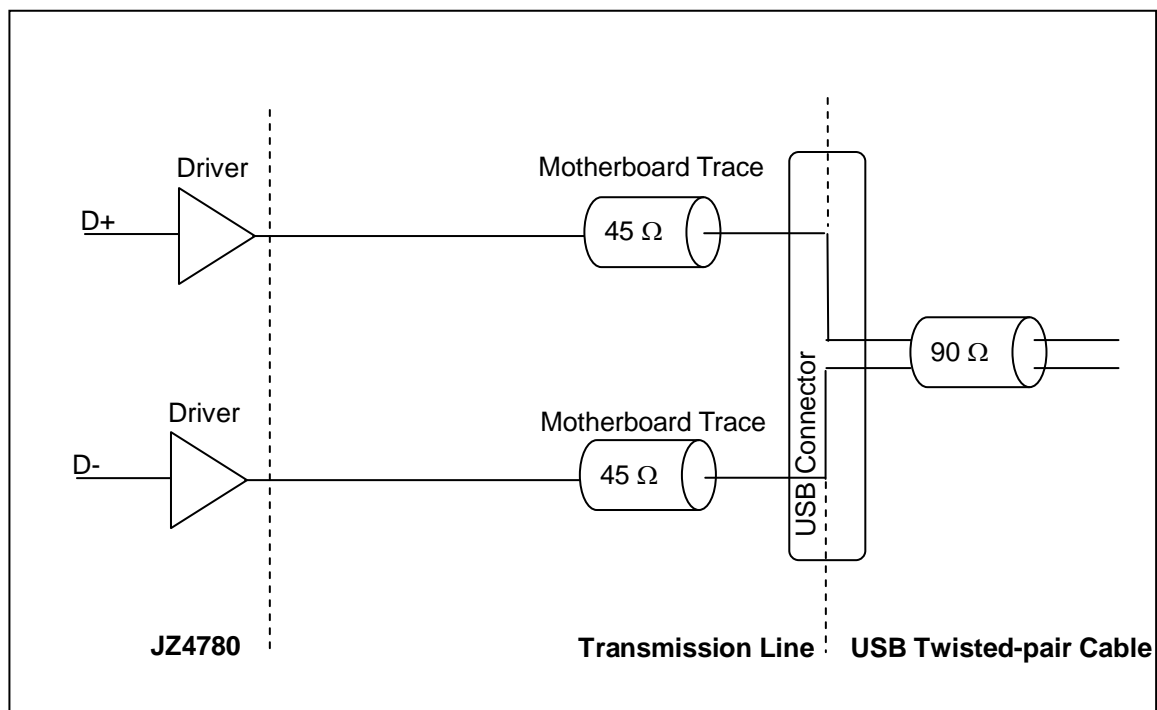 Driver
Motherboard Trace
D+
45 Ω
USB Connector
90 Ω
Driver
Motherboard Trace
D-
45 Ω
JZ4780
Transmission Line
USB Twisted-pair Cable